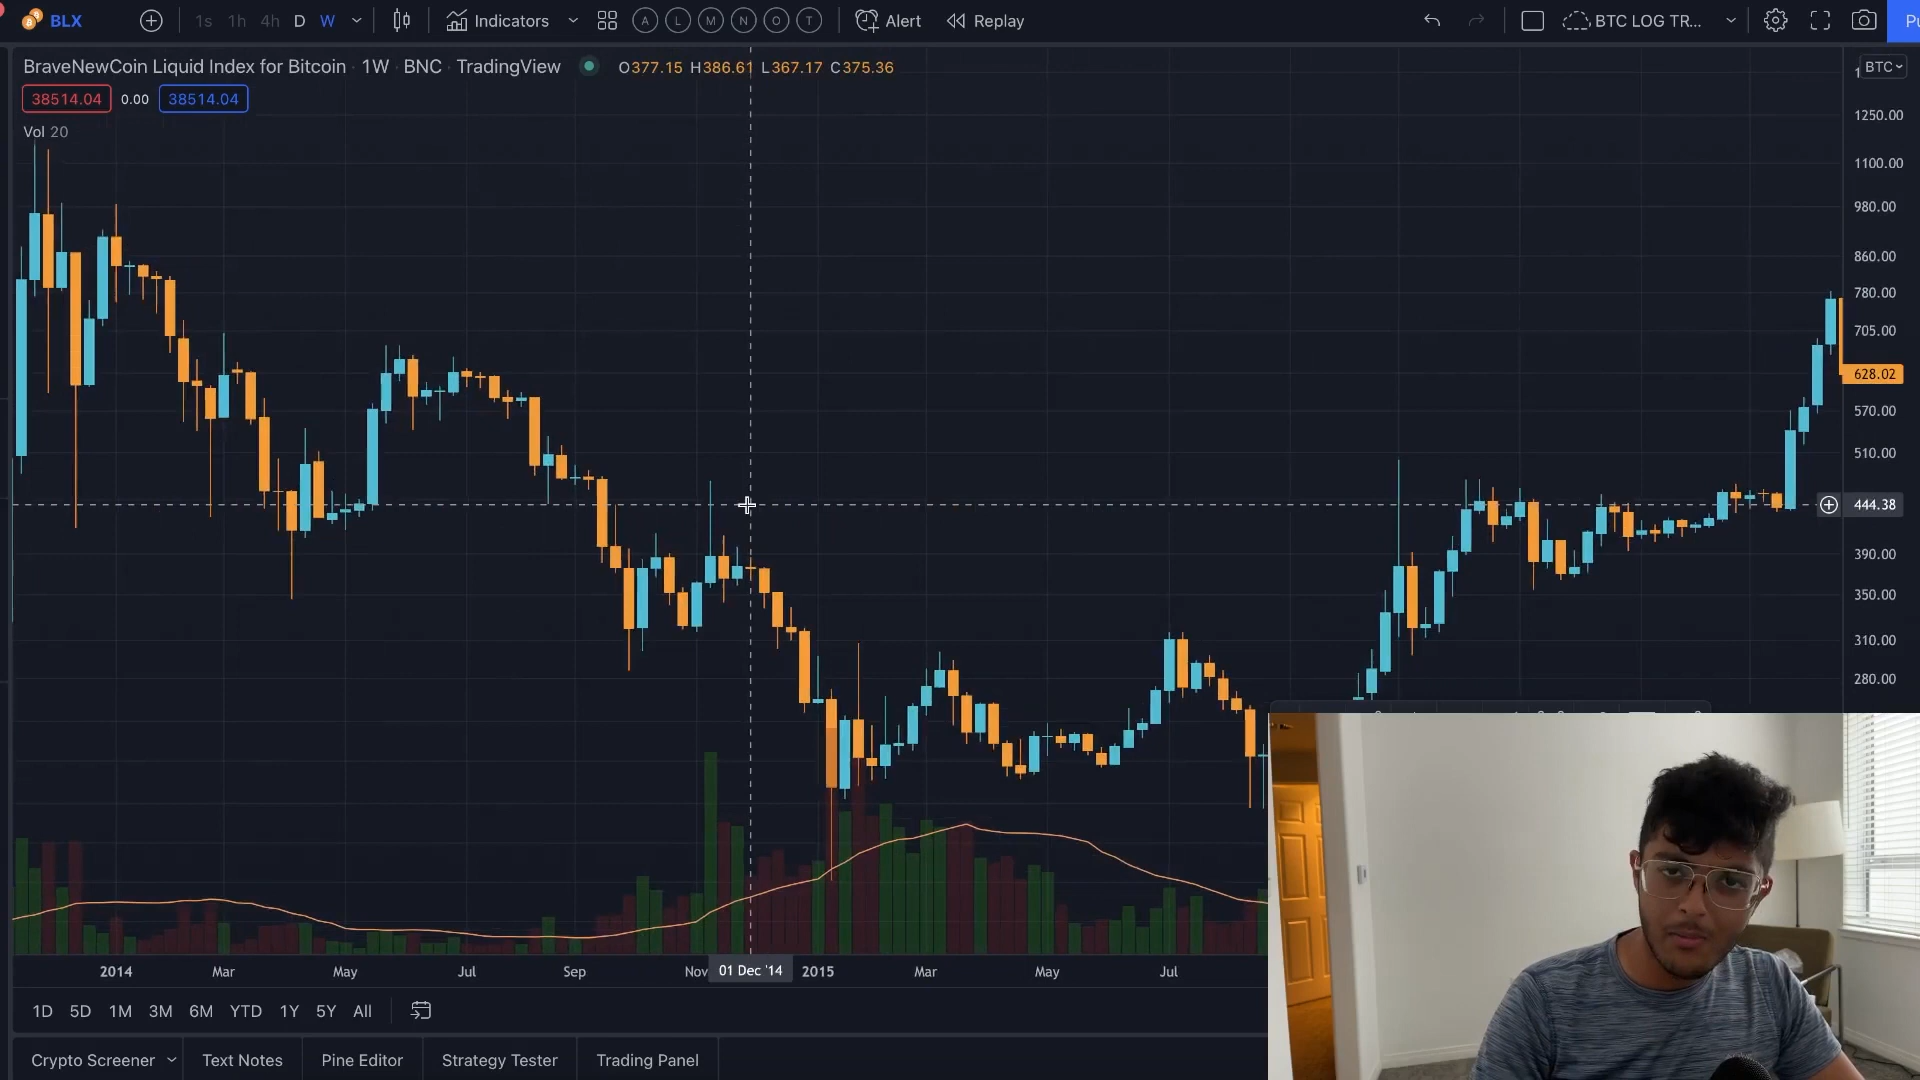 BLX 1s 1h 4h D W Indicators A L M N O T Alert Replay BTC LOG TR...
BraveNewCoin Liquid Index for Bitcoin · 1W · BNC · TradingView O377.15 H386.61 L367.17 C375.36
BTC
38514.04 0.00 38514.04
Vol 20
1250.00
1100.00
980.00
860.00
780.00
705.00
628.02
570.00
510.00
444.38
390.00
350.00
310.00
280.00
2014 Mar May Jul Sep Nov 01 Dec '14 2015 Mar May Jul
1D 5D 1M 3M 6M YTD 1Y 5Y All
Crypto Screener Text Notes Pine Editor Strategy Tester Trading Panel